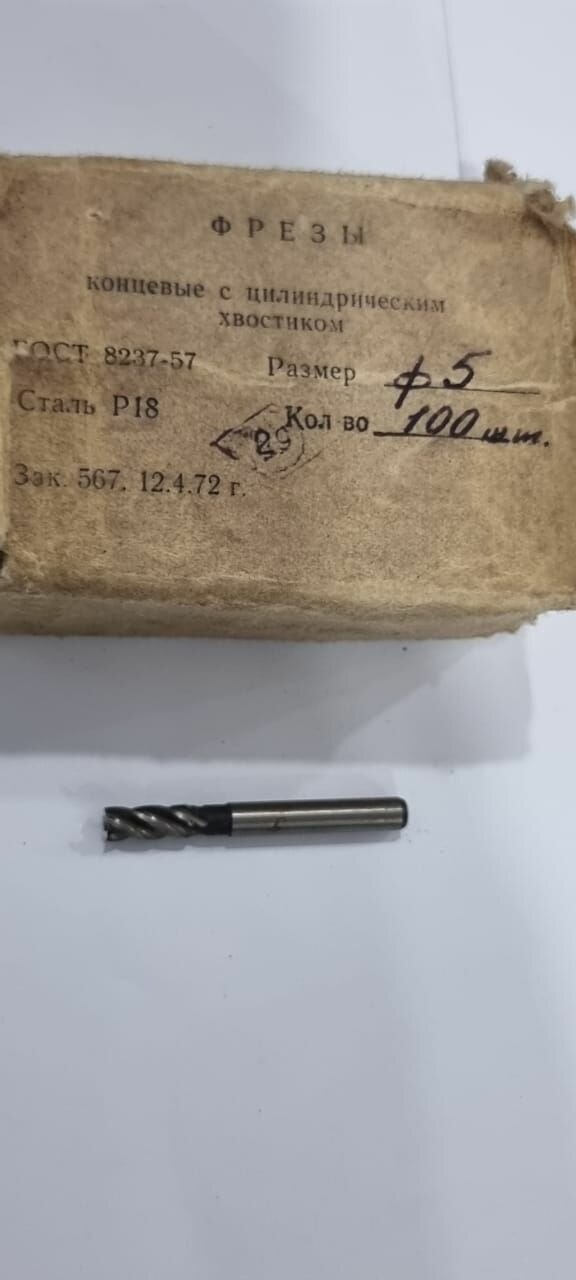 ФРЕЗЫ
концевые с цилиндрическим
хвостиком
ГОСТ 8237-57 Размер ф5
Сталь Р18 Кол-во 100 шт.
Зак. 567. 12.4.72 г.